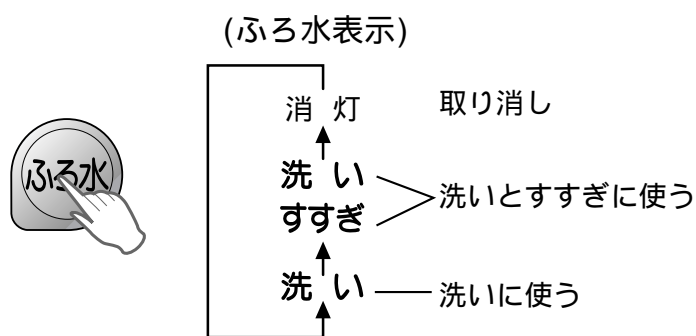 (ふろ水表示)
消 灯 取り消し
ふろ水
洗 い
すすぎ
洗いとすすぎに使う
洗 い 洗いに使う